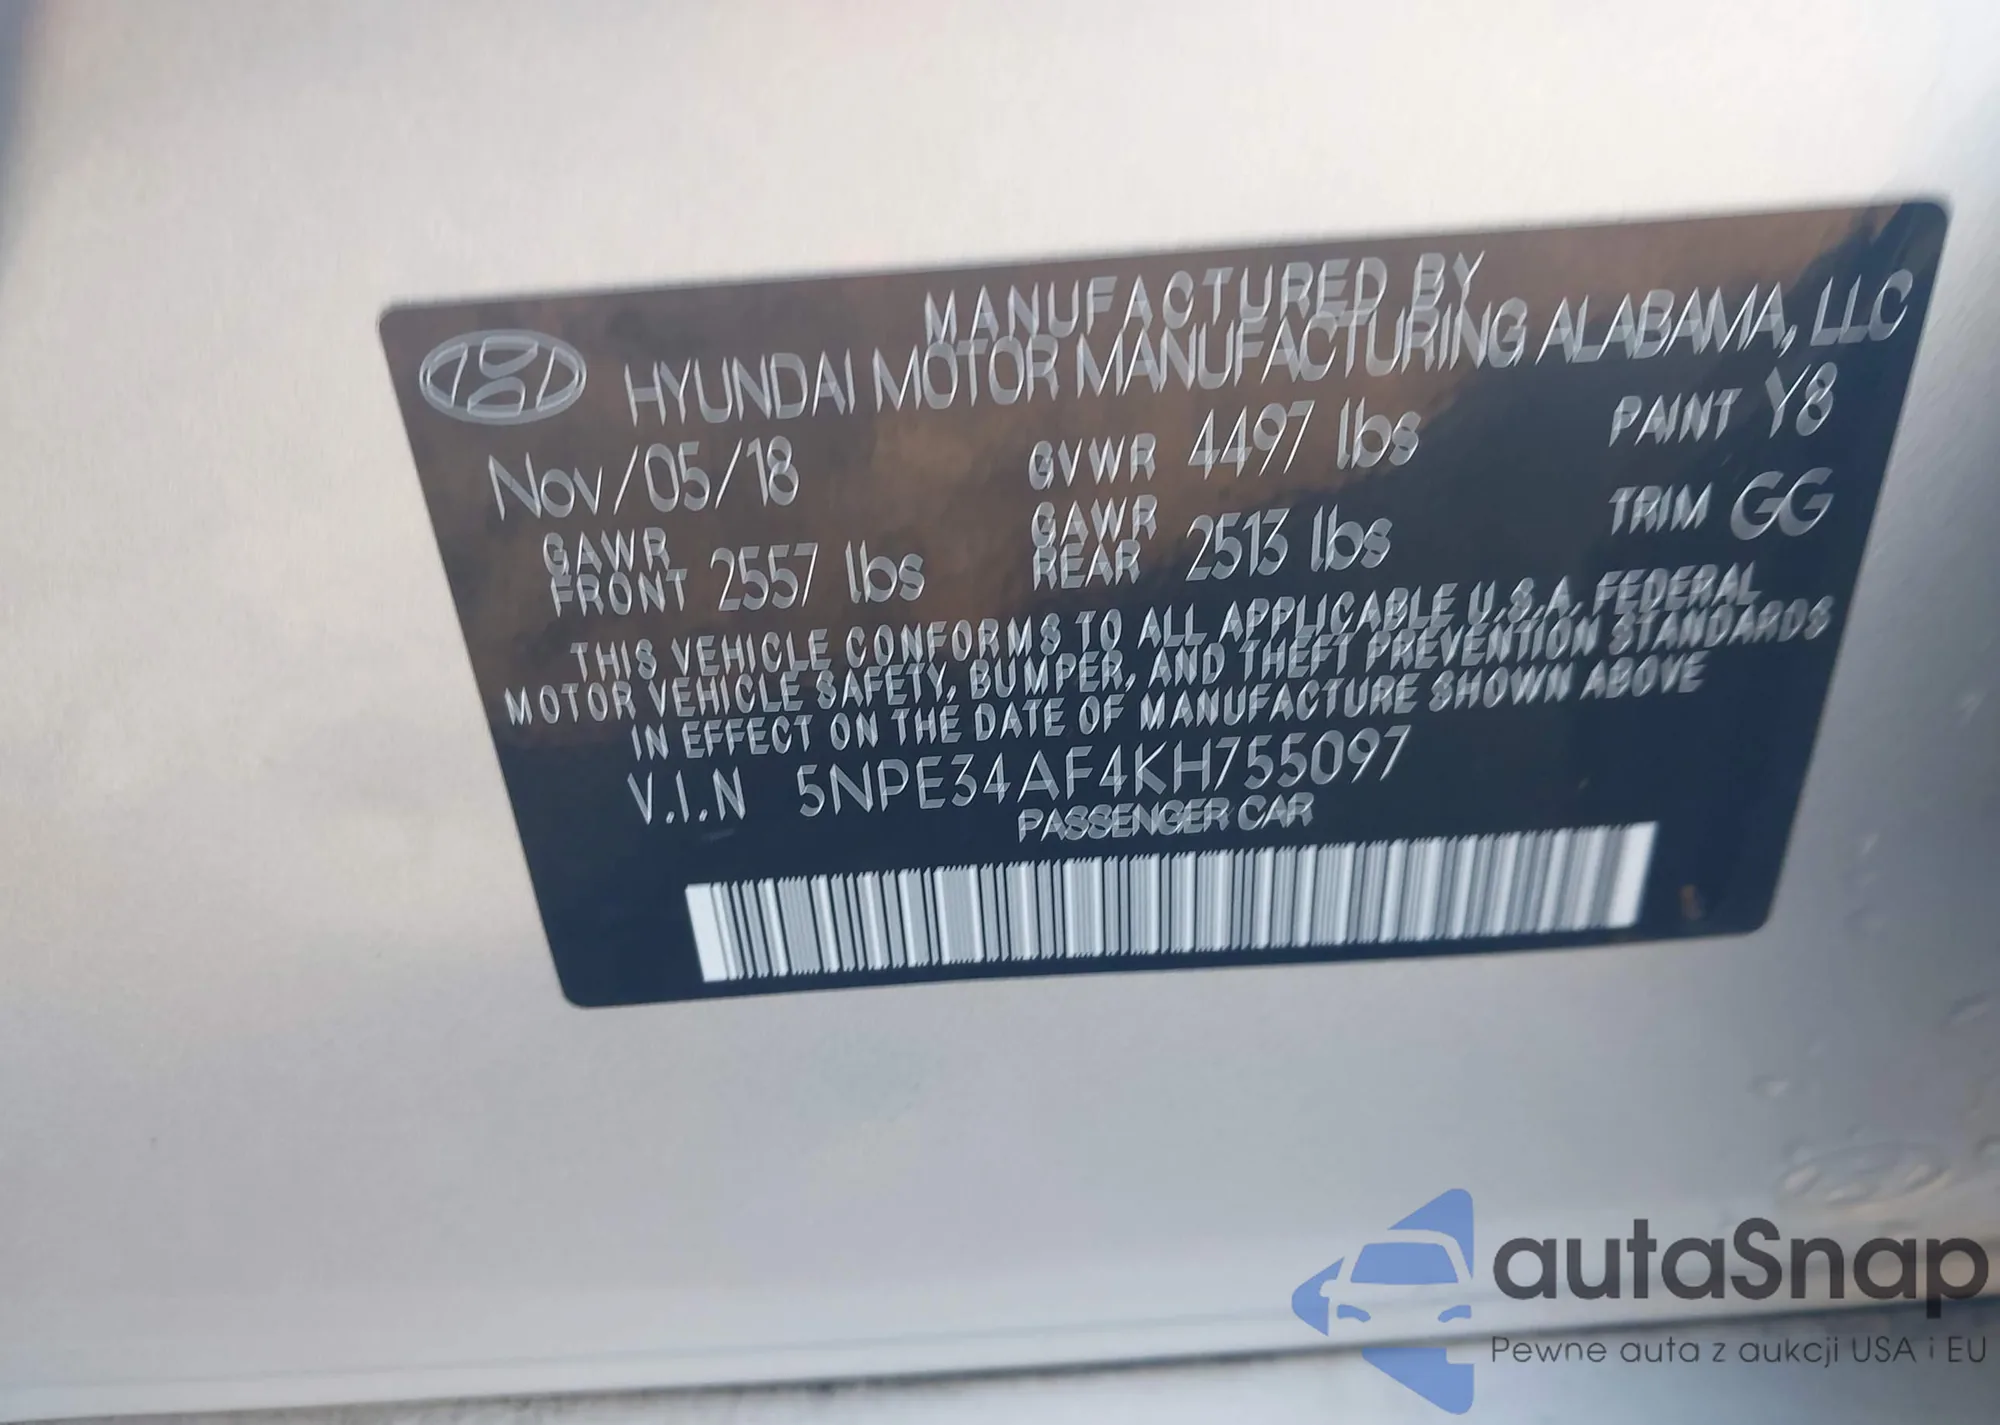 MANUFACTURED BY
HYUNDAI MOTOR MANUFACTURING ALABAMA, LLC
Nov/05/18 GVWR 4497 lbs PAINT Y8
GAWR FRONT 2557 lbs GAWR REAR 2513 lbs TRIM GG
THIS VEHICLE CONFORMS TO ALL APPLICABLE U.S.A. FEDERAL
MOTOR VEHICLE SAFETY, BUMPER, AND THEFT PREVENTION STANDARDS
IN EFFECT ON THE DATE OF MANUFACTURE SHOWN ABOVE
V.I.N 5NPE34AF4KH755097
PASSENGER CAR
autaSnap
Pewne auta z aukcji USA i EU